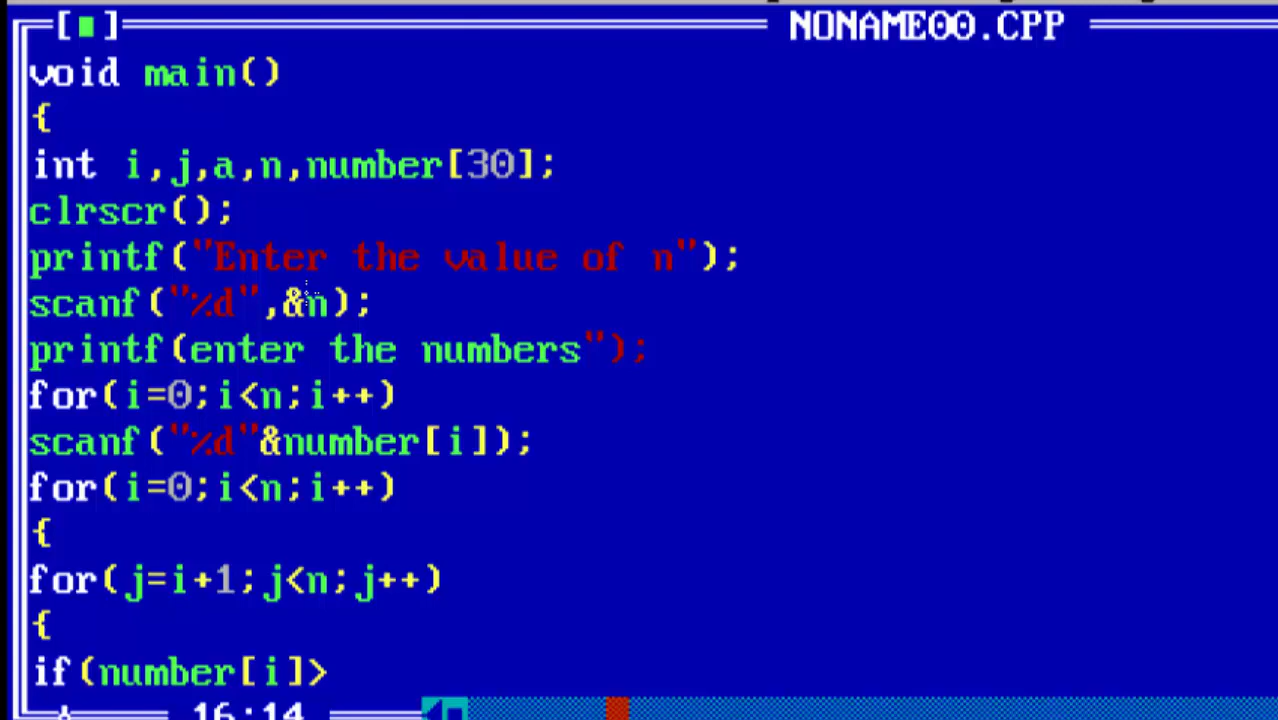 [■] NONAME00.CPP
void main()
{
int i,j,a,n,number[30];
clrscr();
printf("Enter the value of n");
scanf("%d",&n);
printf(enter the numbers");
for(i=0;i<n;i++)
scanf("%d"&number[i]);
for(i=0;i<n;i++)
{
for(j=i+1;j<n;j++)
{
if(number[i]>
16:14